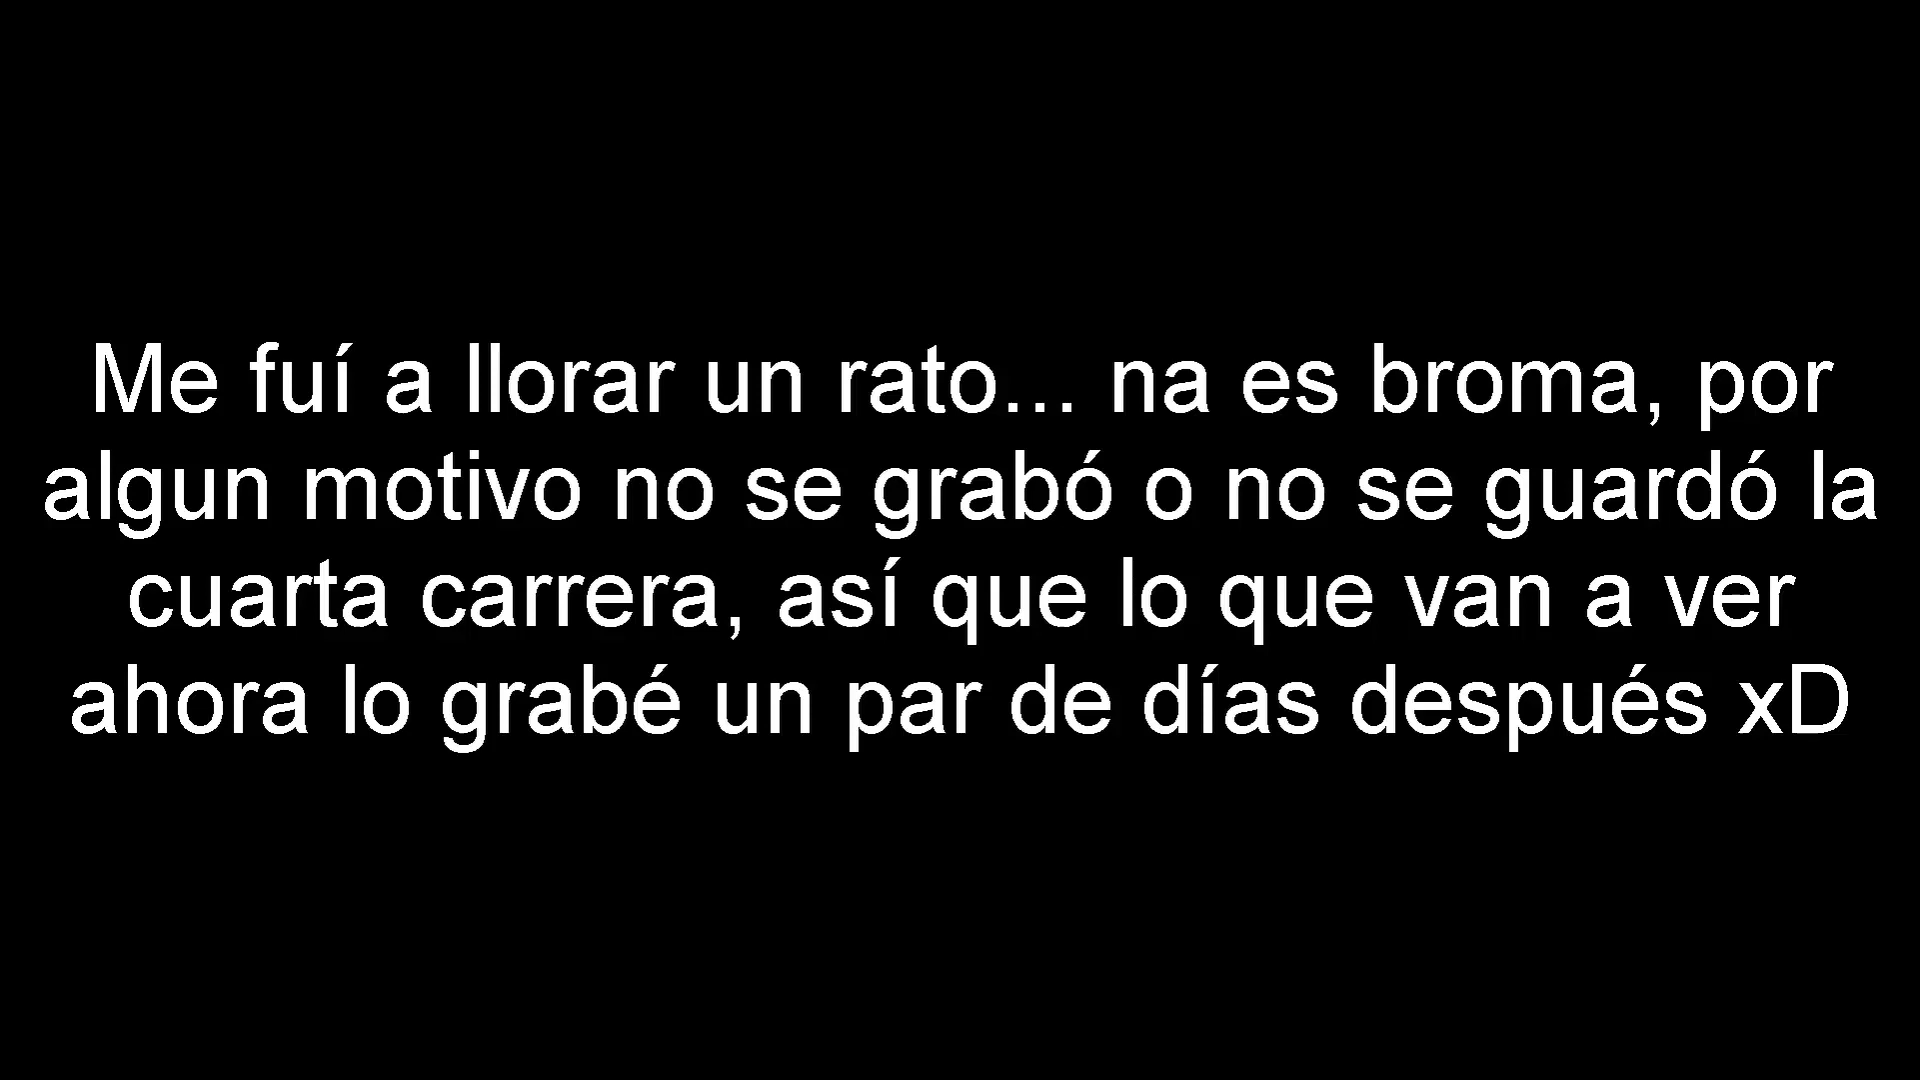 Me fuí a llorar un rato... na es broma, por
algun motivo no se grabó o no se guardó la
cuarta carrera, así que lo que van a ver
ahora lo grabé un par de días después xD